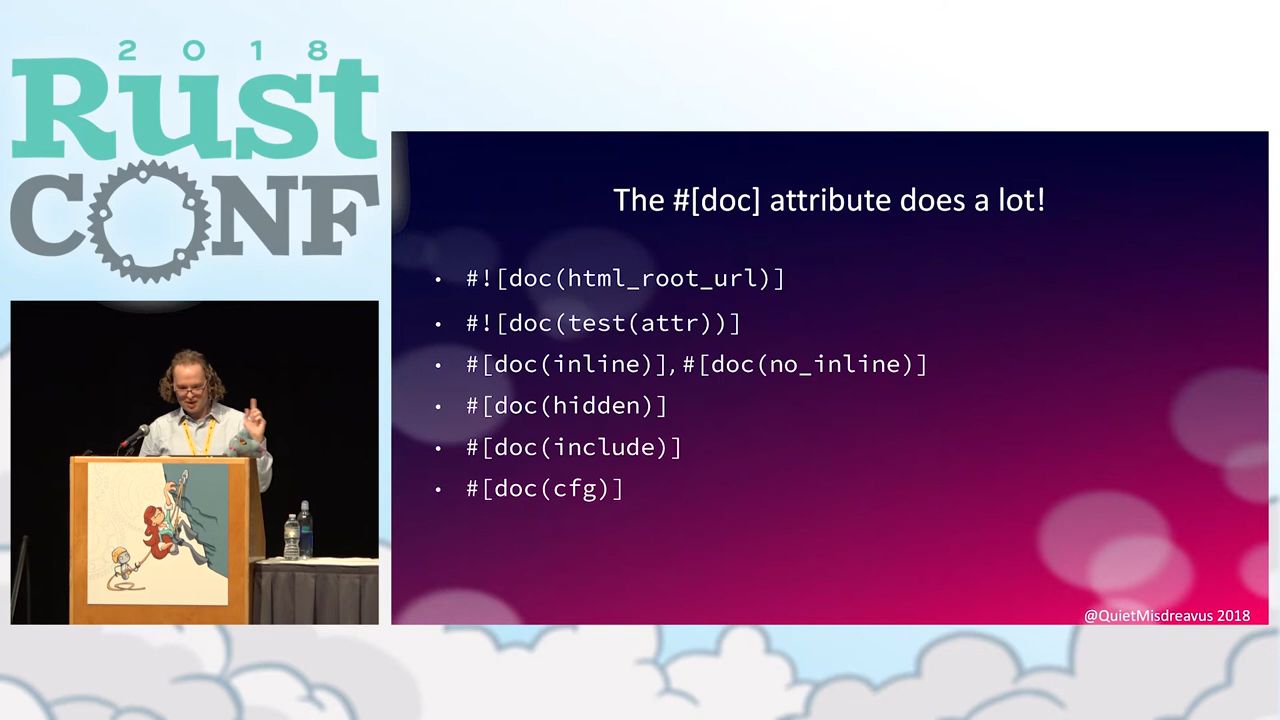 2018
Rust
CONF
The #[doc] attribute does a lot!
• #![doc(html_root_url)]
• #![doc(test(attr))]
• #[doc(inline)], #[doc(no_inline)]
• #[doc(hidden)]
• #[doc(include)]
• #[doc(cfg)]
@QuietMisdreavus 2018